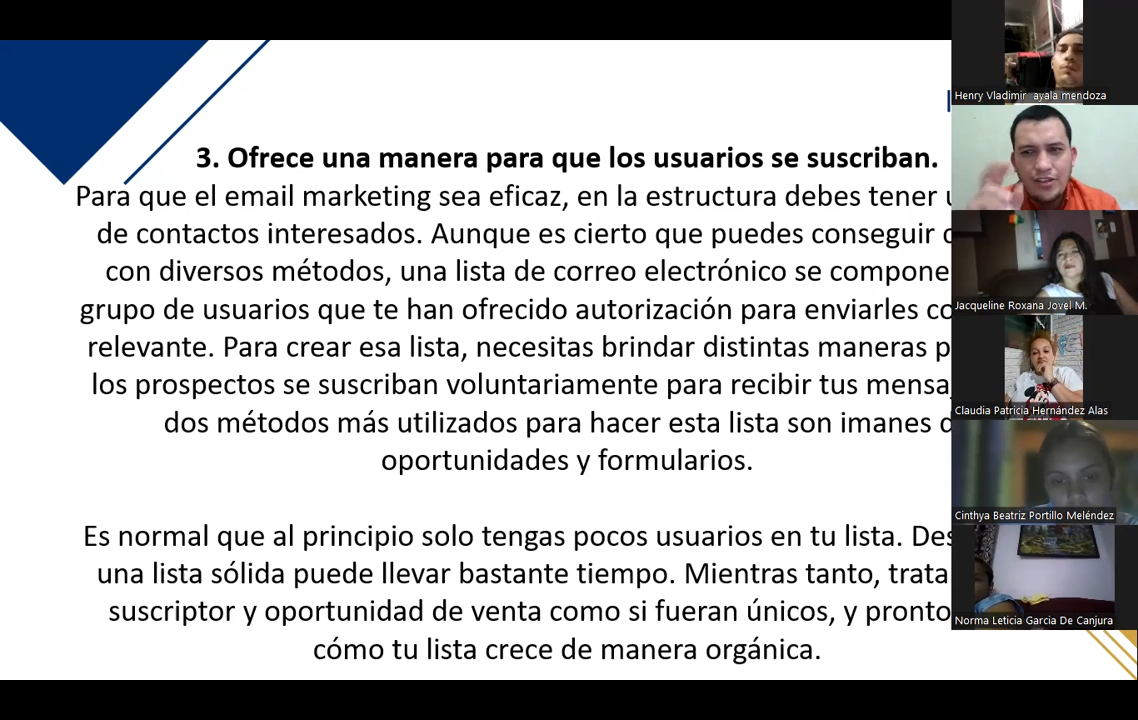 3. Ofrece una manera para que los usuarios se suscriban.
Para que el email marketing sea eficaz, en la estructura debes tener
de contactos interesados. Aunque es cierto que puedes conseguir
con diversos métodos, una lista de correo electrónico se compone
grupo de usuarios que te han ofrecido autorización para enviarles
relevante. Para crear esa lista, necesitas brindar distintas maneras
los prospectos se suscriban voluntariamente para recibir tus
dos métodos más utilizados para hacer esta lista son imanes
oportunidades y formularios.
Es normal que al principio solo tengas pocos usuarios en tu lista.
una lista sólida puede llevar bastante tiempo. Mientras tanto, trata
suscriptor y oportunidad de venta como si fueran únicos, y pronto
cómo tu lista crece de manera orgánica.
Henry Vladimir ayala mendoza
Jacqueline Roxana Jovel M.
Claudia Patricia Hernández Alas
Cinthya Beatriz Portillo Meléndez
Norma Leticia Garcia De Canjura